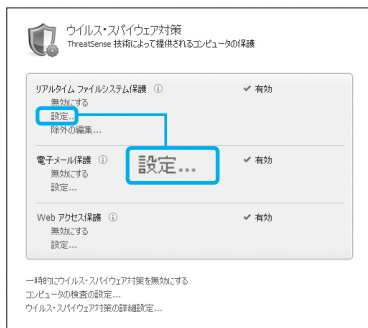 ウイルス・スパイウェア対策
ThreatSense 技術によって提供されるコンピュータの保護
リアルタイム ファイルシステム保護 ⓘ ✔ 有効
無効にする
設定...
除外の編集...
電子メール保護 ⓘ ✔ 有効
無効にする
設定...
設定...
Web アクセス保護 ⓘ ✔ 有効
無効にする
設定...
一時的にウイルス・スパイウェア対策を無効にする
コンピュータの検査の設定...
ウイルス・スパイウェア対策の詳細設定...